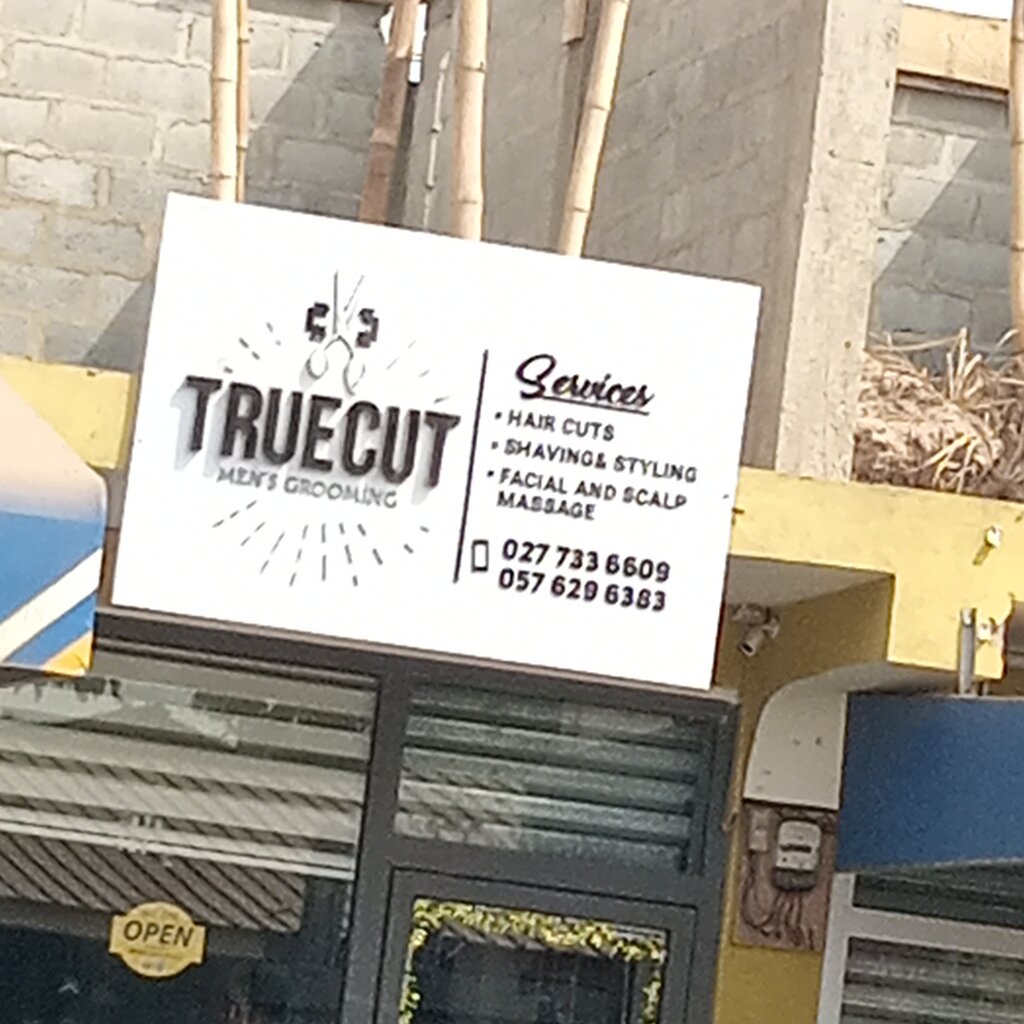 TRUECUT
MEN'S GROOMING
Services
• HAIR CUTS
• SHAVING & STYLING
• FACIAL AND SCALP
MASSAGE
027 733 6609
057 629 6383
OPEN